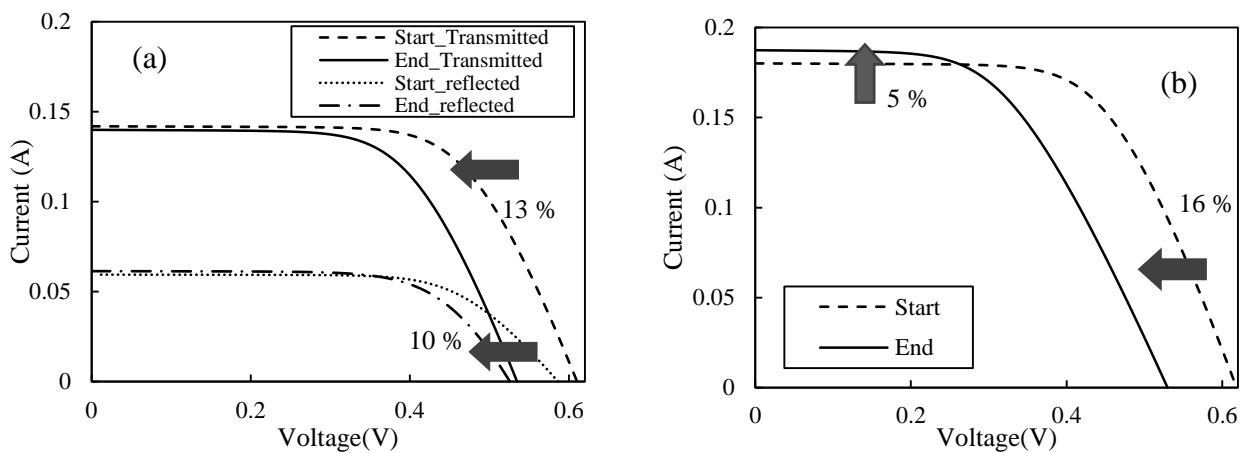 (a)
Start_Transmitted
End_Transmitted
Start_reflected
End_reflected
0.2
0.15
0.1
0.05
0
Current (A)
13 %
10 %
0
0.2
0.4
0.6
Voltage(V)
(b)
0.2
0.15
0.1
0.05
0
Current (A)
5 %
16 %
Start
End
0
0.2
0.4
0.6
Voltage(V)